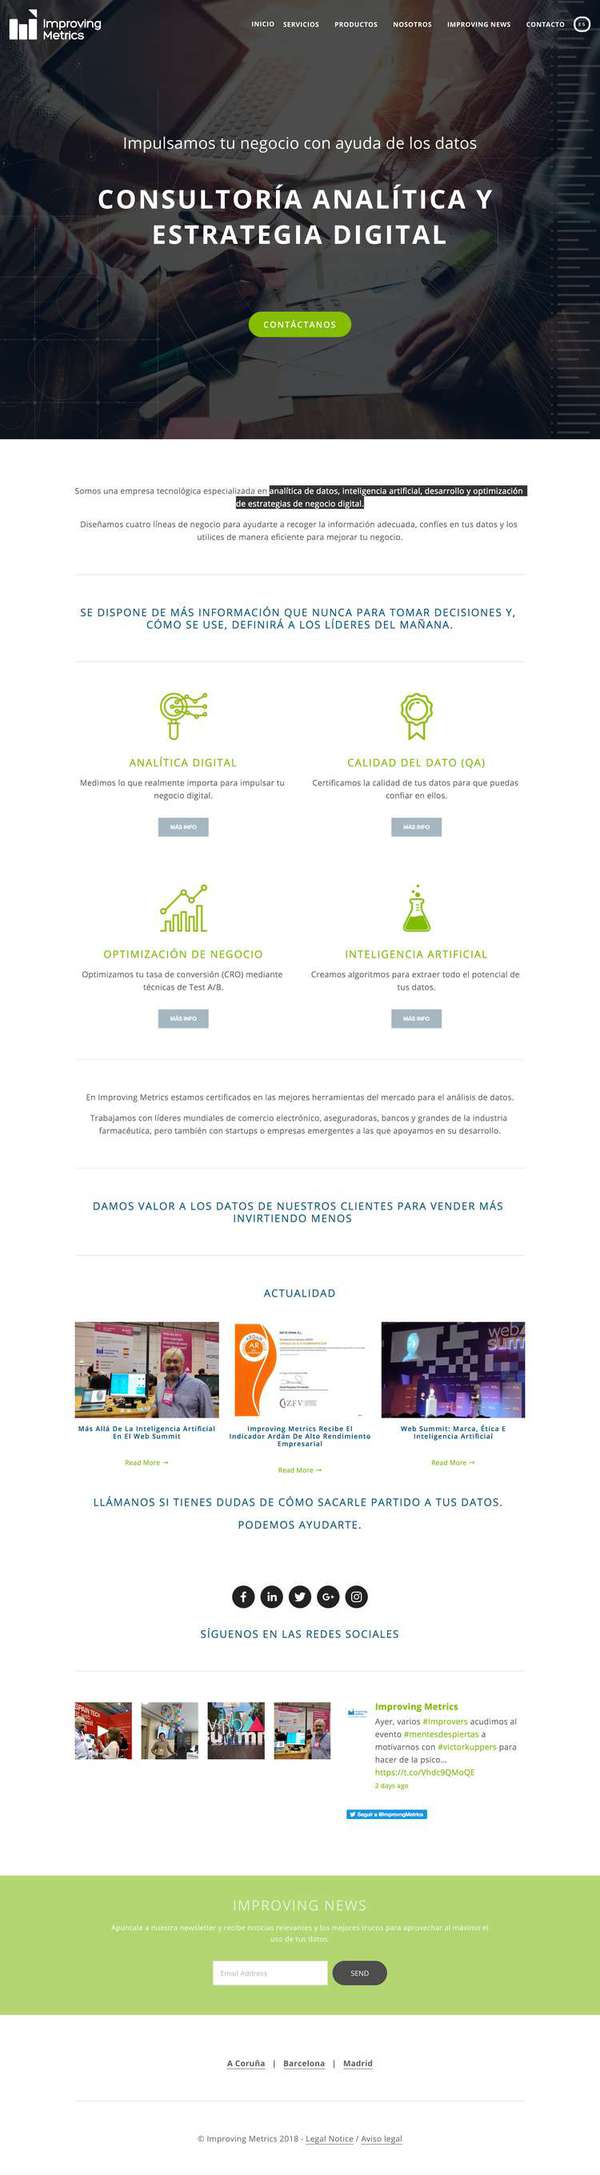 Improving
Metrics
INICIO SERVICIOS PRODUCTOS NOSOTROS IMPROVING NEWS CONTACTO ES
Impulsamos tu negocio con ayuda de los datos
CONSULTORÍA ANALÍTICA Y
ESTRATEGIA DIGITAL
CONTÁCTANOS
Somos una empresa tecnológica especializada en analítica de datos, inteligencia artificial, desarrollo y optimización
de estrategias de negocio digital.
Diseñamos cuatro líneas de negocio para ayudarte a recoger la información adecuada, confíes en tus datos y los
utilices de manera eficiente para mejorar tu negocio.
SE DISPONE DE MÁS INFORMACIÓN QUE NUNCA PARA TOMAR DECISIONES Y,
CÓMO SE USE, DEFINIRÁ A LOS LÍDERES DEL MAÑANA.
ANALÍTICA DIGITAL
Medimos lo que realmente importa para impulsar tu
negocio digital.
MÁS INFO
CALIDAD DEL DATO (QA)
Certificamos la calidad de tus datos para que puedas
confiar en ellos.
MÁS INFO
OPTIMIZACIÓN DE NEGOCIO
Optimizamos tu tasa de conversión (CRO) mediante
técnicas de Test A/B.
MÁS INFO
INTELIGENCIA ARTIFICIAL
Creamos algoritmos para extraer todo el potencial de
tus datos.
MÁS INFO
En Improving Metrics estamos certificados en las mejores herramientas del mercado para el análisis de datos.
Trabajamos con líderes mundiales de comercio electrónico, aseguradoras, bancos y grandes de la industria
farmacéutica, pero también con startups o empresas emergentes a las que apoyamos en su desarrollo.
DAMOS VALOR A LOS DATOS DE NUESTROS CLIENTES PARA VENDER MÁS
INVIRTIENDO MENOS
ACTUALIDAD
Más Allá De La Inteligencia Artificial
En El Web Summit
Read More →
Improving Metrics Recibe El
Indicador Ardán De Alto Rendimiento
Empresarial
Read More →
Web Summit: Marca, Ética E
Inteligencia Artificial
Read More →
LLÁMANOS SI TIENES DUDAS DE CÓMO SACARLE PARTIDO A TUS DATOS.
PODEMOS AYUDARTE.
SÍGUENOS EN LAS REDES SOCIALES
Improving Metrics
Ayer, varios #improvers acudimos al
evento #mentesdespiertas a
motivarnos con #victorkuppers para
hacer de la psico…
https://t.co/Vhdc9QMoQE
2 days ago
Seguir a @ImprovingMetrics
IMPROVING NEWS
Apúntate a nuestra newsletter y recibe noticias relevantes y los mejores trucos para aprovechar al máximo el
uso de tus datos.
Email Address
SEND
A Coruña | Barcelona | Madrid
© Improving Metrics 2018 - Legal Notice / Aviso legal